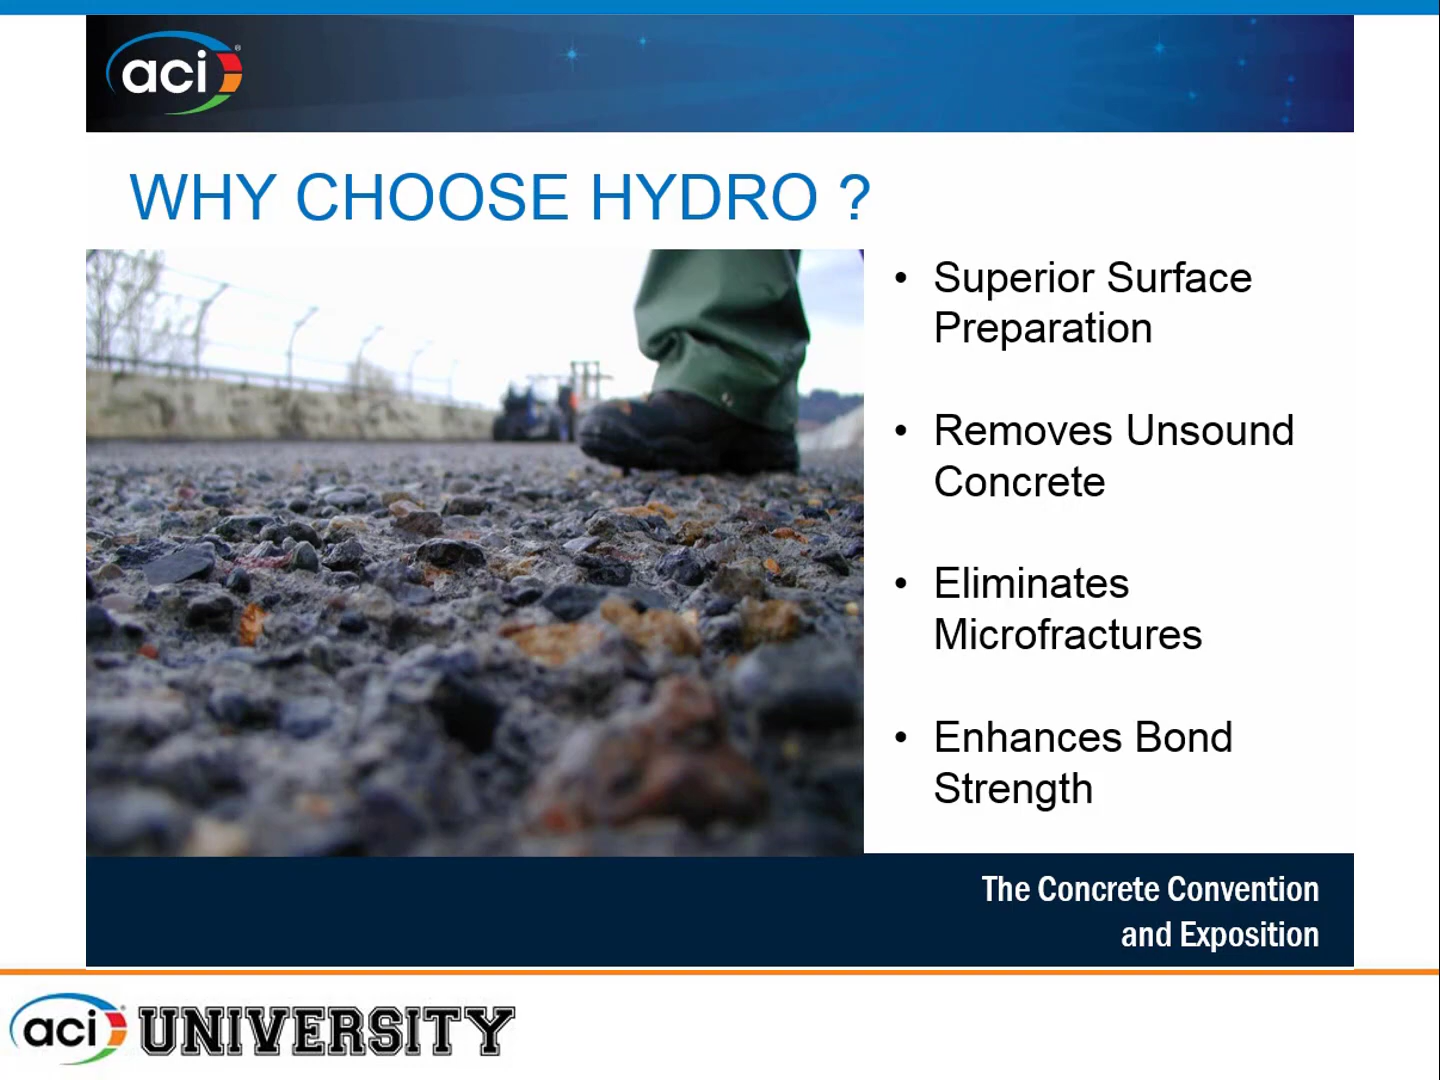 aci
WHY CHOOSE HYDRO ?
• Superior Surface
Preparation
• Removes Unsound
Concrete
• Eliminates
Microfractures
• Enhances Bond
Strength
The Concrete Convention
and Exposition
aci UNIVERSITY